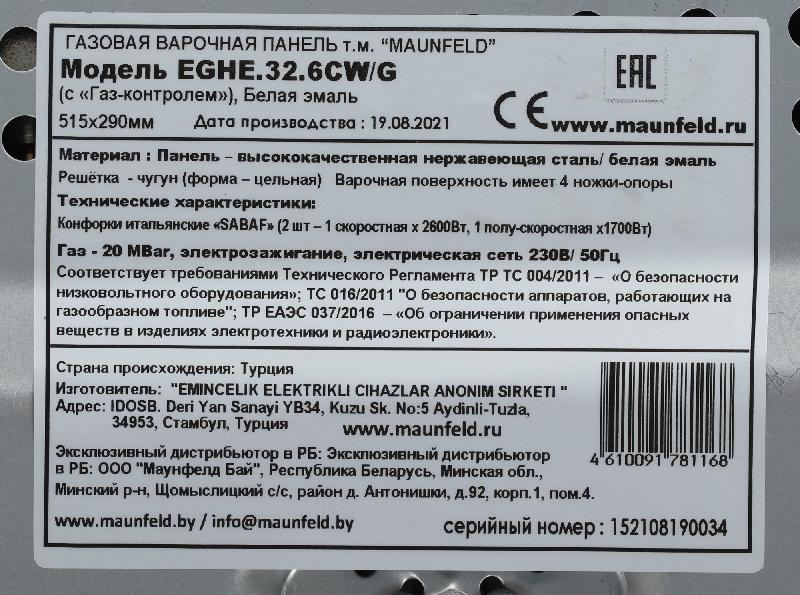 ГАЗОВАЯ ВАРОЧНАЯ ПАНЕЛЬ т.м. "MAUNFELD"
Модель EGHE.32.6CW/G
(с «Газ-контролем»), Белая эмаль
515х290мм Дата производства : 19.08.2021
EAC
CE www.maunfeld.ru
Материал : Панель – высококачественная нержавеющая сталь/ белая эмаль
Решётка - чугун (форма – цельная) Варочная поверхность имеет 4 ножки-опоры
Технические характеристики:
Конфорки итальянские «SABAF» (2 шт – 1 скоростная х 2600Вт, 1 полу-скоростная х1700Вт)
Газ - 20 MBar, электрозажигание, электрическая сеть 230В/ 50Гц
Соответствует требованиями Технического Регламента ТР ТС 004/2011 – «О безопасности
низковольтного оборудования»; ТС 016/2011 "О безопасности аппаратов, работающих на
газообразном топливе"; ТР ЕАЭС 037/2016 – «Об ограничении применения опасных
веществ в изделиях электротехники и радиоэлектроники».
Страна происхождения: Турция
Изготовитель: "EMINCELIK ELEKTRIKLI CIHAZLAR ANONIM SIRKETI "
Адрес: IDOSB. Deri Yan Sanayi YB34, Kuzu Sk. No:5 Aydinli-Tuzla,
34953, Стамбул, Турция www.maunfeld.ru
4 610091 781168
Эксклюзивный дистрибьютор в РБ: Эксклюзивный дистрибьютор
в РБ: ООО "Маунфелд Бай", Республика Беларусь, Минская обл.,
Минский р-н, Щомыслицкий с/с, район д. Антонишки, д.92, корп.1, пом.4.
www.maunfeld.by / info@maunfeld.by серийный номер : 152108190034